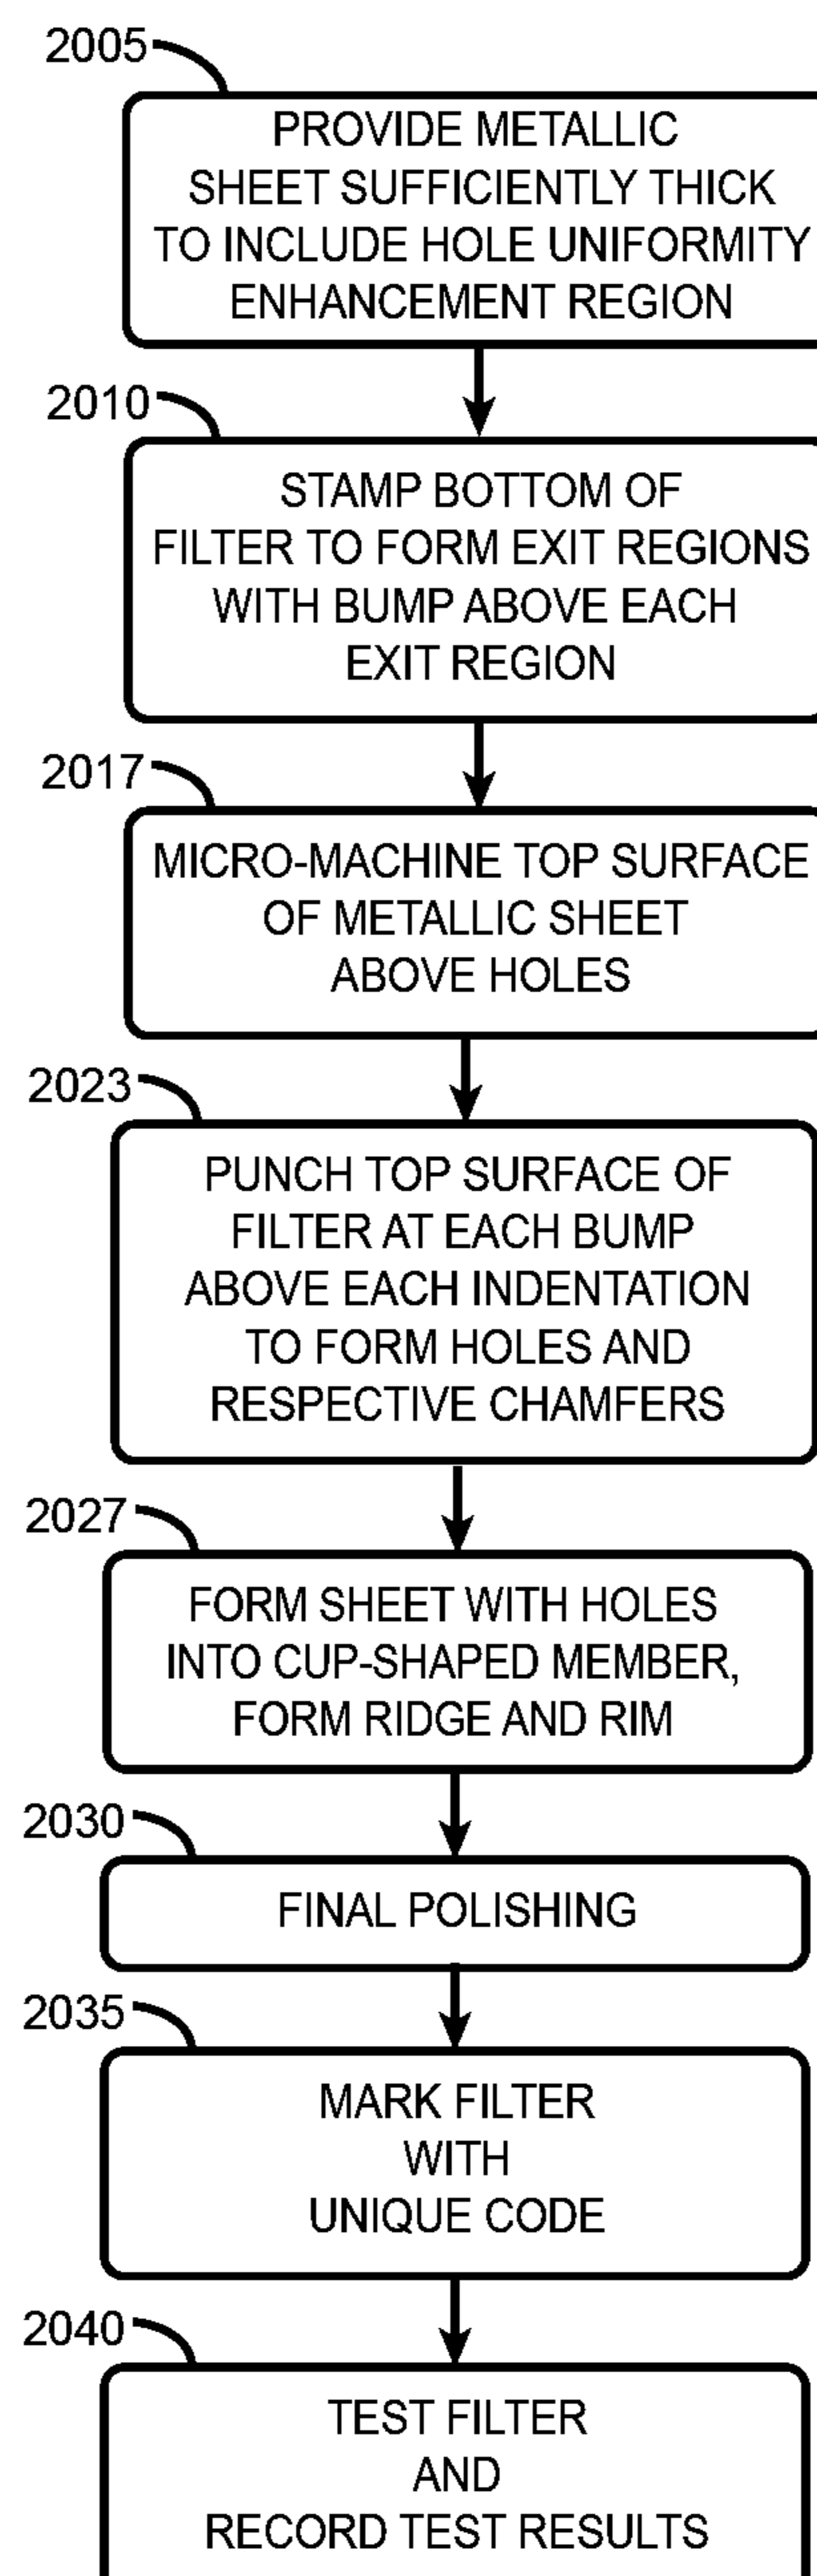 2005
PROVIDE METALLIC
SHEET SUFFICIENTLY THICK
TO INCLUDE HOLE UNIFORMITY
ENHANCEMENT REGION
2010
STAMP BOTTOM OF
FILTER TO FORM EXIT REGIONS
WITH BUMP ABOVE EACH
EXIT REGION
2017
MICRO-MACHINE TOP SURFACE
OF METALLIC SHEET
ABOVE HOLES
2023
PUNCH TOP SURFACE OF
FILTER AT EACH BUMP
ABOVE EACH INDENTATION
TO FORM HOLES AND
RESPECTIVE CHAMFERS
2027
FORM SHEET WITH HOLES
INTO CUP-SHAPED MEMBER,
FORM RIDGE AND RIM
2030
FINAL POLISHING
2035
MARK FILTER
WITH
UNIQUE CODE
2040
TEST FILTER
AND
RECORD TEST RESULTS